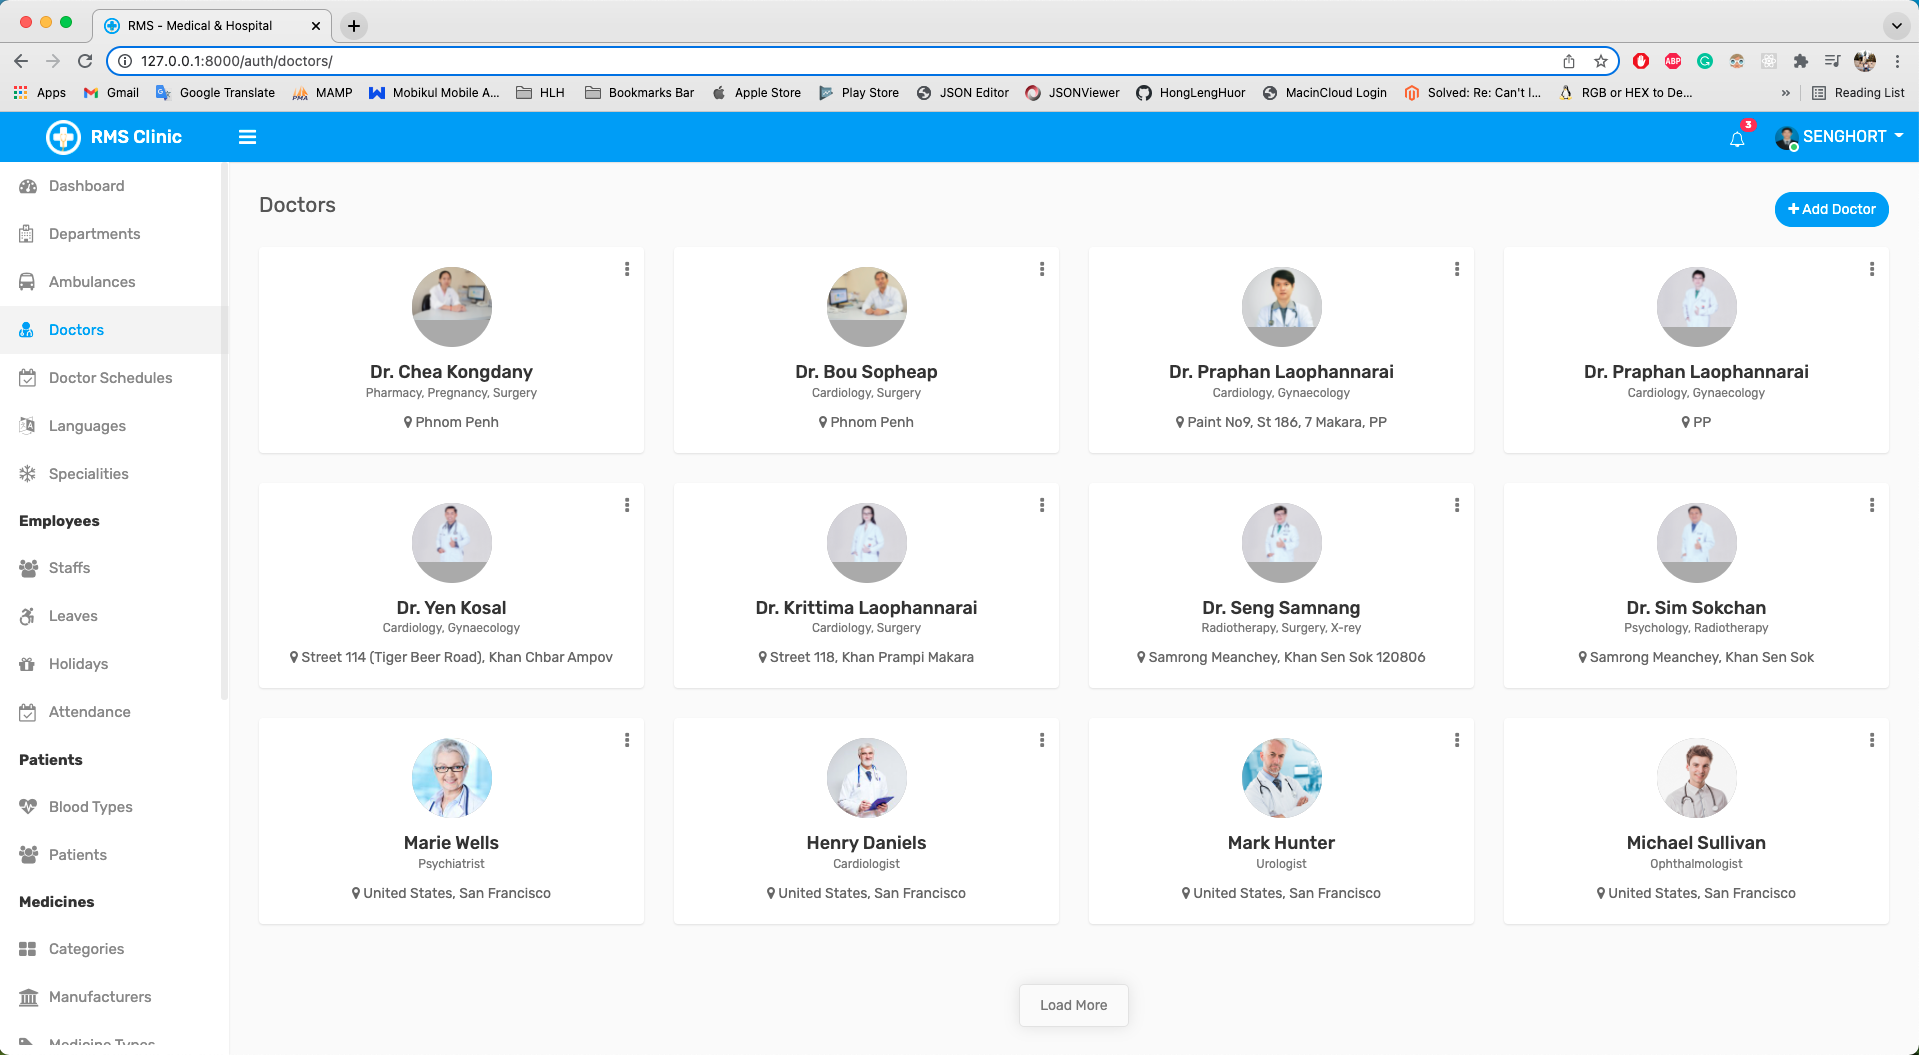 RMS - Medical & Hospital
127.0.0.1:8000/auth/doctors/
ABP
Apps
Gmail
Google Translate
PMA
MAMP
Mobikul Mobile A...
HLH
Bookmarks Bar
Apple Store
Play Store
JSON Editor
JSONViewer
HongLengHuor
MacinCloud Login
Solved: Re: Can't l...
RGB or HEX to De...
»
Reading List
RMS Clinic
3
SENGHORT
Dashboard
Departments
Ambulances
Doctors
Doctor Schedules
Languages
Specialities
Employees
Staffs
Leaves
Holidays
Attendance
Patients
Blood Types
Patients
Medicines
Categories
Manufacturers
Medicine Types
Doctors
+ Add Doctor
Dr. Chea Kongdany
Pharmacy, Pregnancy, Surgery
Phnom Penh
Dr. Bou Sopheap
Cardiology, Surgery
Phnom Penh
Dr. Praphan Laophannarai
Cardiology, Gynaecology
Paint No9, St 186, 7 Makara, PP
Dr. Praphan Laophannarai
Cardiology, Gynaecology
PP
Dr. Yen Kosal
Cardiology, Gynaecology
Street 114 (Tiger Beer Road), Khan Chbar Ampov
Dr. Krittima Laophannarai
Cardiology, Surgery
Street 118, Khan Prampi Makara
Dr. Seng Samnang
Radiotherapy, Surgery, X-rey
Samrong Meanchey, Khan Sen Sok 120806
Dr. Sim Sokchan
Psychology, Radiotherapy
Samrong Meanchey, Khan Sen Sok
Marie Wells
Psychiatrist
United States, San Francisco
Henry Daniels
Cardiologist
United States, San Francisco
Mark Hunter
Urologist
United States, San Francisco
Michael Sullivan
Ophthalmologist
United States, San Francisco
Load More